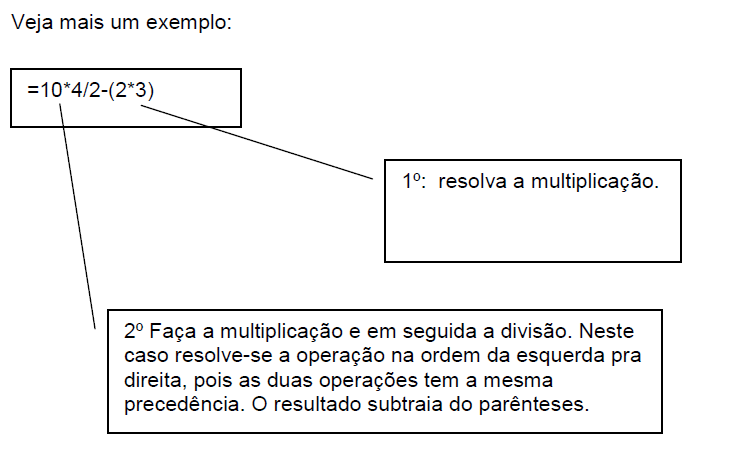 Veja mais um exemplo:
=10*4/2-(2*3)
1º:  resolva a multiplicação.
2º Faça a multiplicação e em seguida a divisão. Neste
caso resolve-se a operação na ordem da esquerda pra
direita, pois as duas operações tem a mesma
precedência. O resultado subtraia do parênteses.